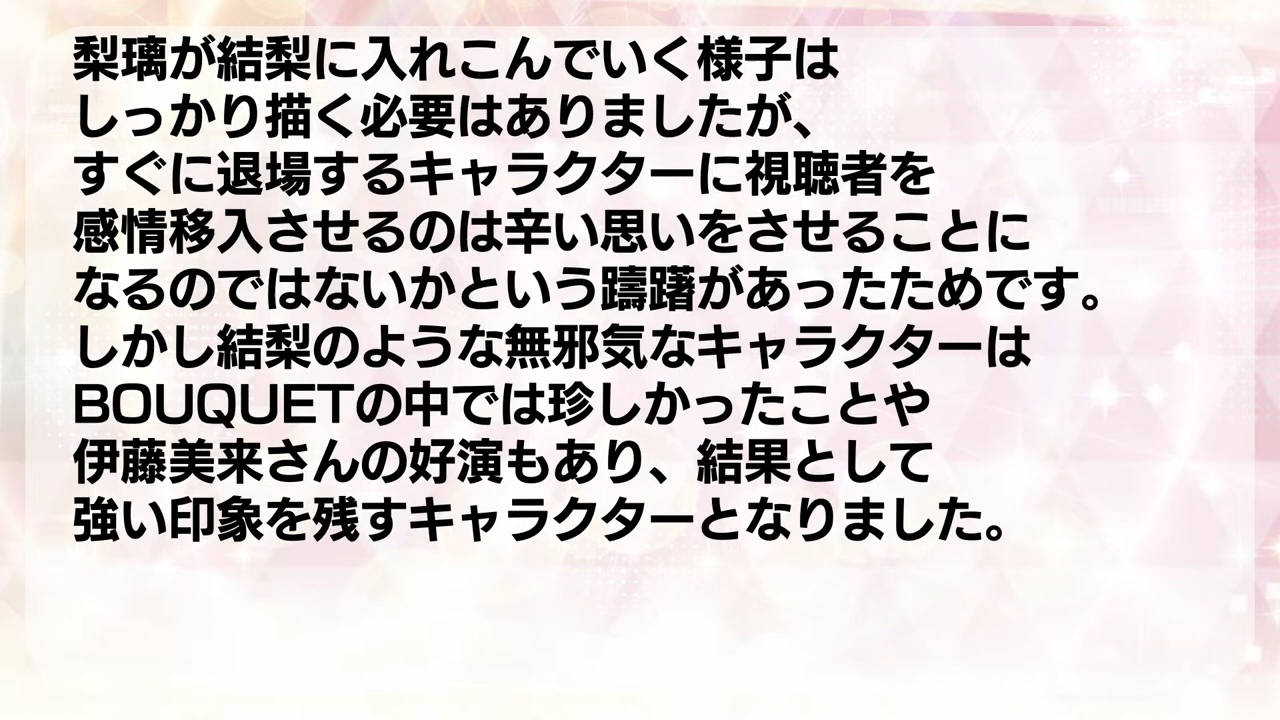 梨璃が結梨に入れこんでいく様子は
しっかり描く必要はありましたが、
すぐに退場するキャラクターに視聴者を
感情移入させるのは辛い思いをさせることに
なるのではないかという躊躇があったためです。
しかし結梨のような無邪気なキャラクターは
BOUQUETの中では珍しかったことや
伊藤美来さんの好演もあり、結果として
強い印象を残すキャラクターとなりました。